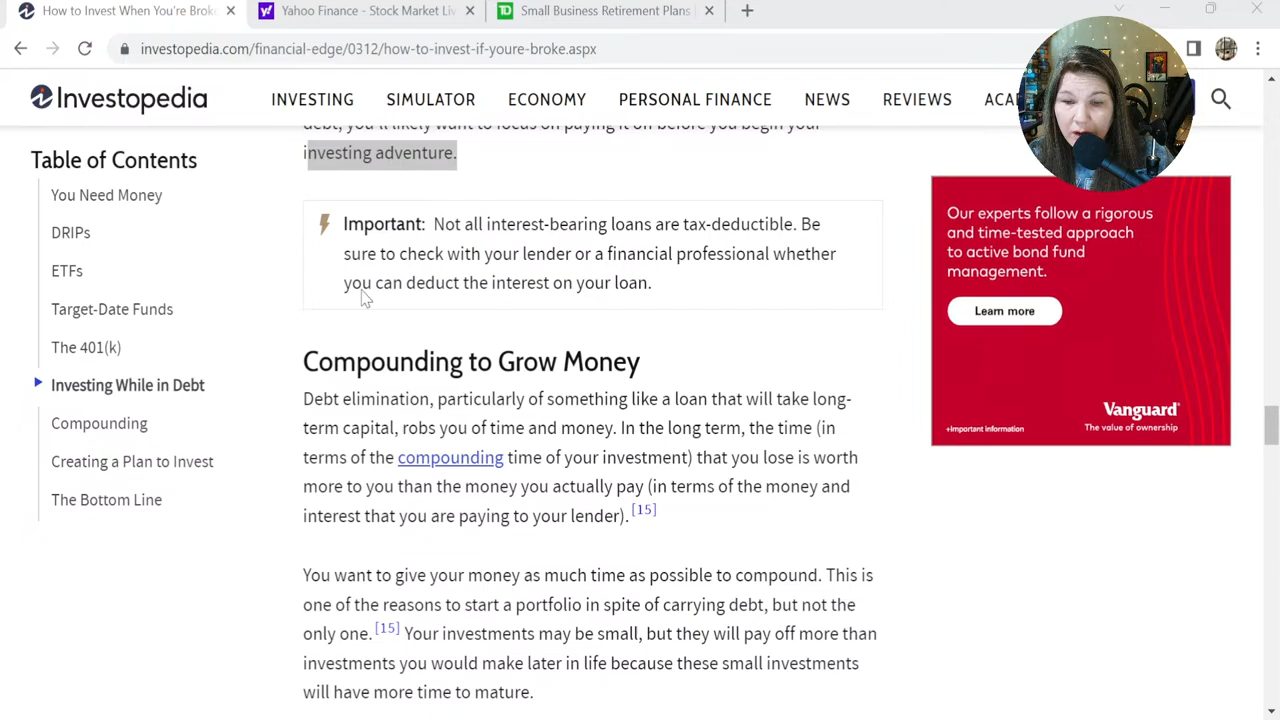 How to Invest When You're Broke
Yahoo Finance - Stock Market Li
Small Business Retirement Plans
investopedia.com/financial-edge/0312/how-to-invest-if-youre-broke.aspx
Investopedia
INVESTING
SIMULATOR
ECONOMY
PERSONAL FINANCE
NEWS
REVIEWS
ACA
Table of Contents
You Need Money
DRIPs
ETFs
Target-Date Funds
The 401(k)
Investing While in Debt
Compounding
Creating a Plan to Invest
The Bottom Line
debt, you'll likely want to focus on paying it off before you begin your
investing adventure.
Important: Not all interest-bearing loans are tax-deductible. Be
sure to check with your lender or a financial professional whether
you can deduct the interest on your loan.
Compounding to Grow Money
Debt elimination, particularly of something like a loan that will take long-
term capital, robs you of time and money. In the long term, the time (in
terms of the compounding time of your investment) that you lose is worth
more to you than the money you actually pay (in terms of the money and
interest that you are paying to your lender). [15]
You want to give your money as much time as possible to compound. This is
one of the reasons to start a portfolio in spite of carrying debt, but not the
only one. [15] Your investments may be small, but they will pay off more than
investments you would make later in life because these small investments
will have more time to mature.
Our experts follow a rigorous
and time-tested approach
to active bond fund
management.
Learn more
Vanguard®
+Important information
The value of ownership